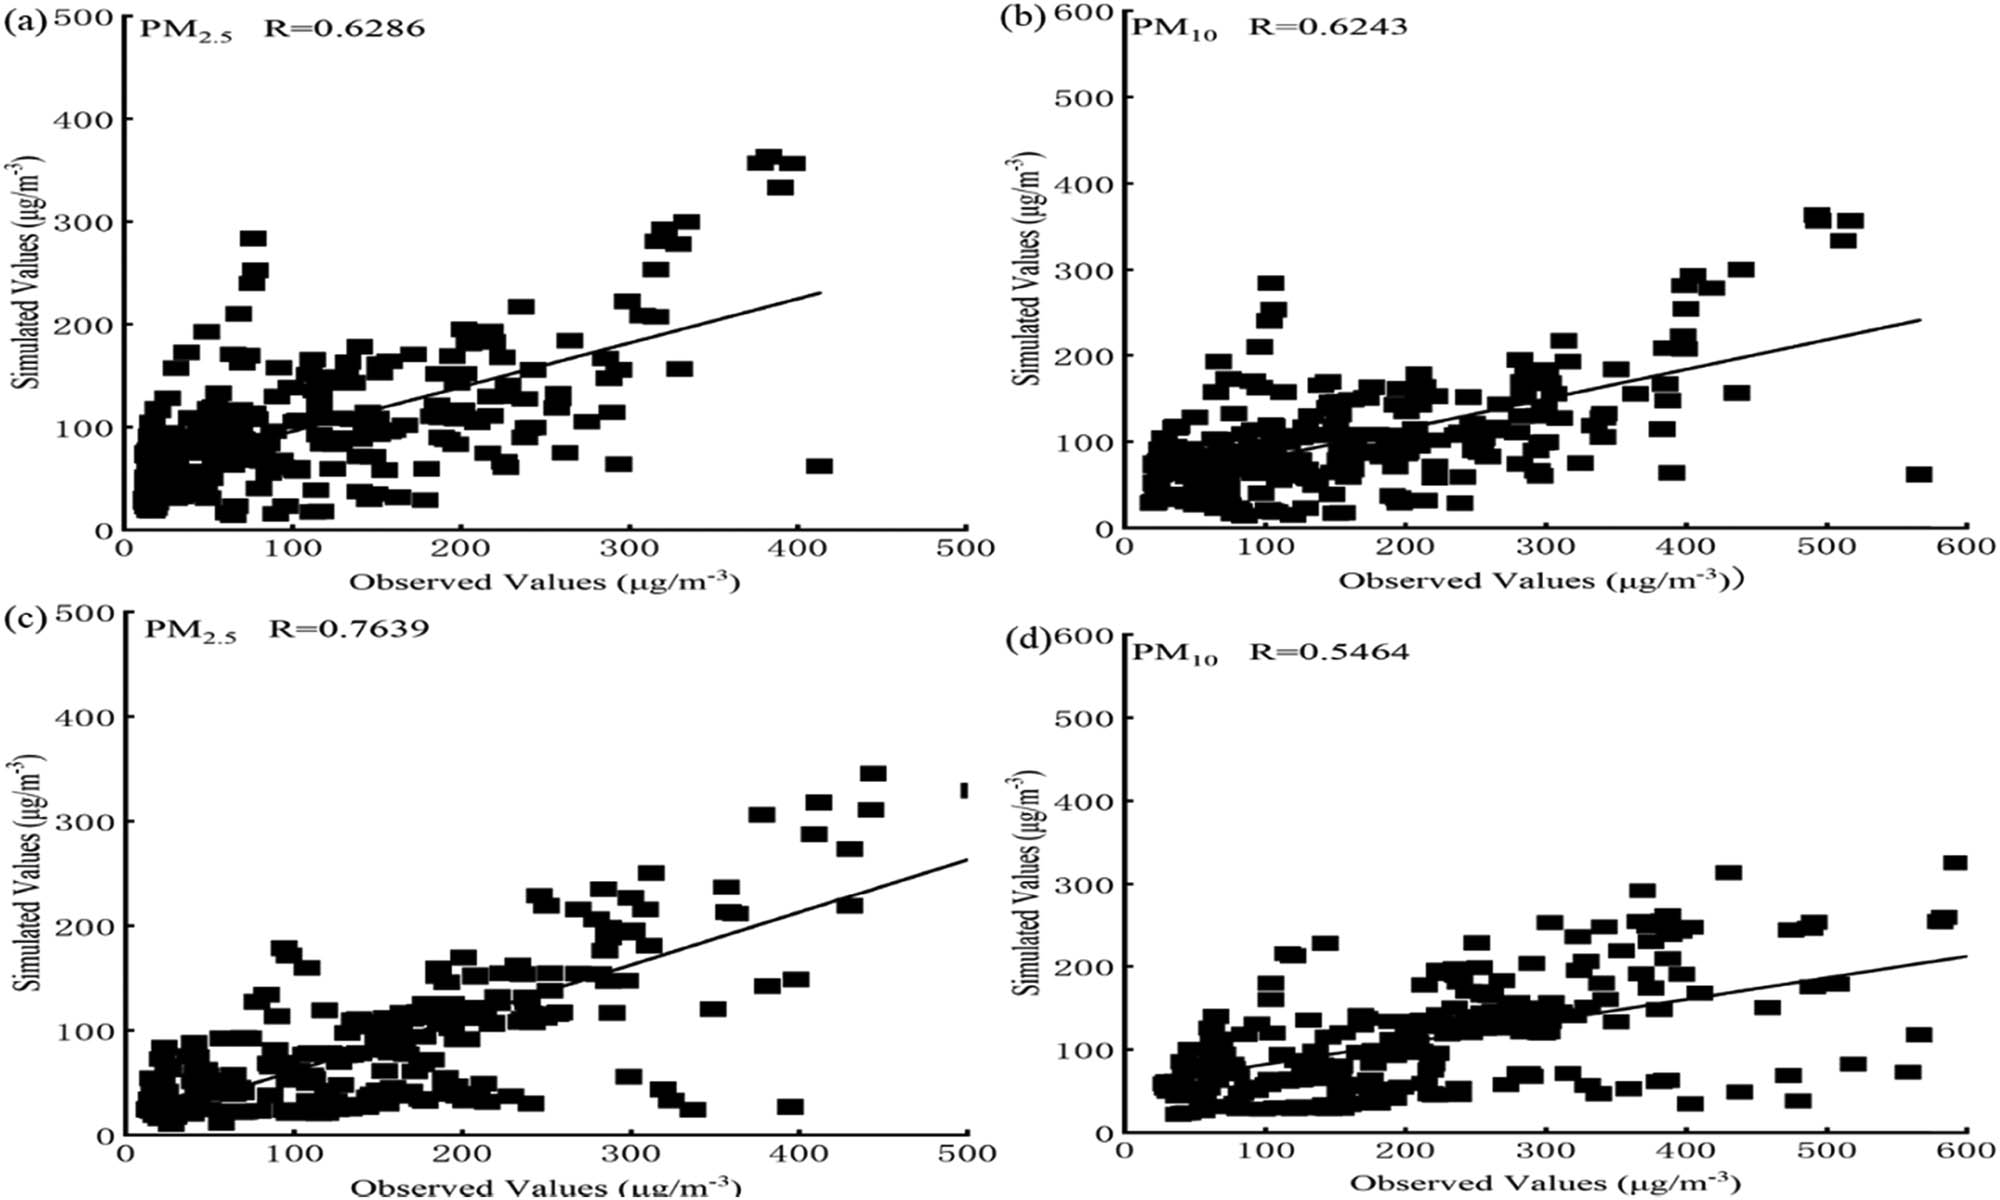 (a)
PM2.5 R=0.6286
500
400
300
200
100
0
0 100 200 300 400 500
Simulated Values (μg/m-3)
Observed Values (μg/m-3)
(b)
PM10 R=0.6243
600
500
400
300
200
100
0
0 100 200 300 400 500 600
Simulated Values (μg/m-3)
Observed Values (μg/m-3))
(c)
PM2.5 R=0.7639
500
400
300
200
100
0
0 100 200 300 400 500
Simulated Values (μg/m-3)
Observed Values (μg/m-3)
(d)
PM10 R=0.5464
600
500
400
300
200
100
0
0 100 200 300 400 500 600
Simulated Values (μg/m-3)
Observed Values (μg/m-3)